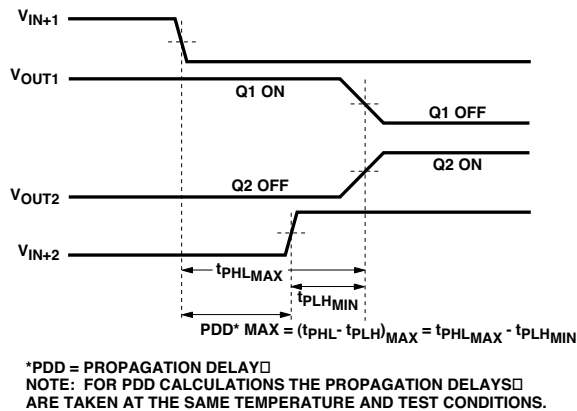 VIN+1
VOUT1
Q1 ON
Q1 OFF
Q2 ON
Q2 OFF
VOUT2
VIN+2
tPHLMAX
tPLHMIN
PDD* MAX = (tPHL- tPLH)MAX = tPHLMAX - tPLHMIN
*PDD = PROPAGATION DELAY□
NOTE: FOR PDD CALCULATIONS THE PROPAGATION DELAYS□
ARE TAKEN AT THE SAME TEMPERATURE AND TEST CONDITIONS.